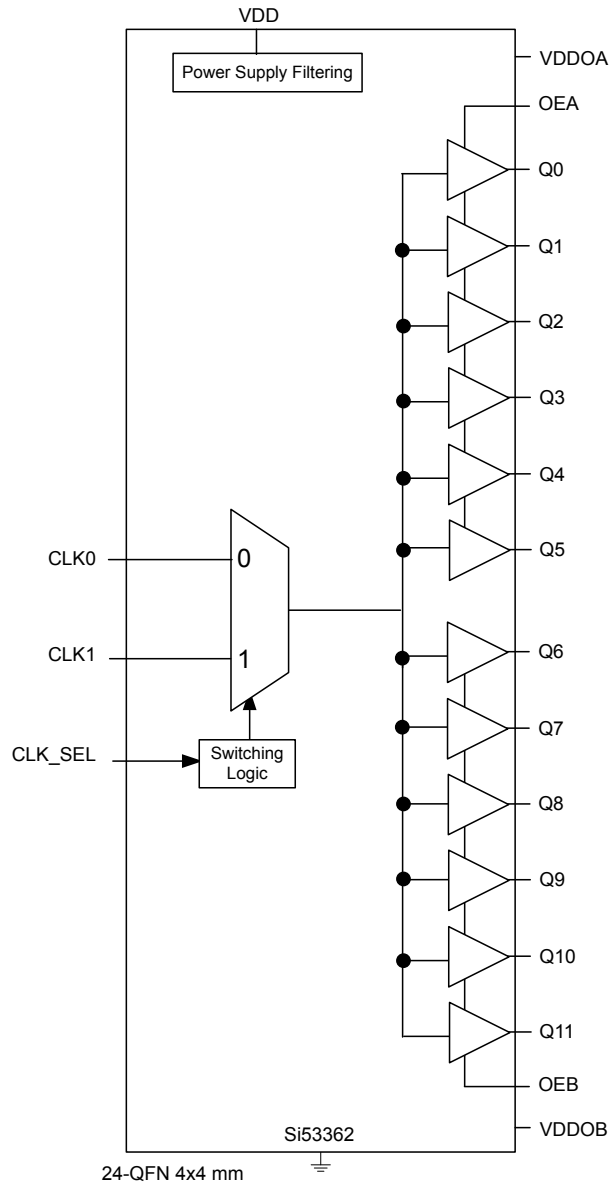 VDD
Power Supply Filtering
VDDOA
OEA
Q0
Q1
Q2
Q3
Q4
Q5
CLK0
0
CLK1
1
Q6
Q7
CLK_SEL
Switching
Logic
Q8
Q9
Q10
Q11
OEB
VDDOB
Si53362
24-QFN 4x4 mm